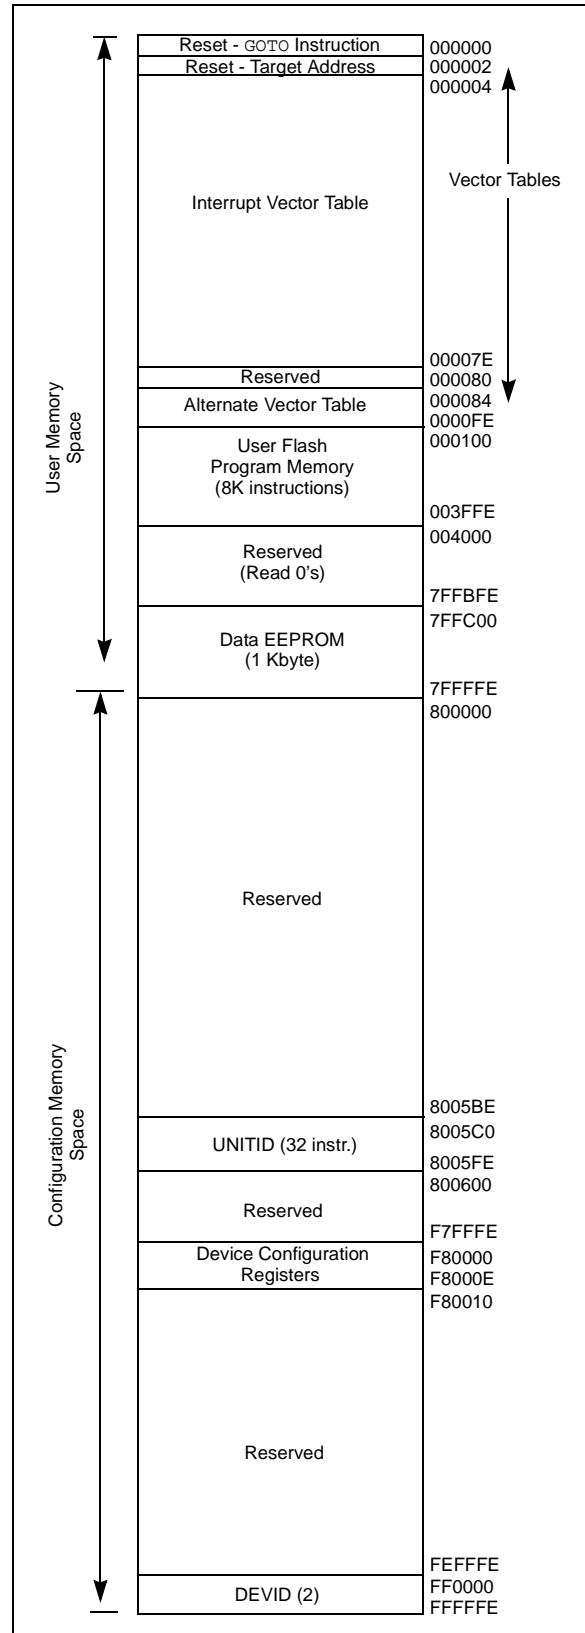 Reset - GOTO Instruction
000000
Reset - Target Address
000002
000004
Vector Tables
Interrupt Vector Table
00007E
Reserved
000080
Alternate Vector Table
000084
0000FE
User Memory
Space
User Flash
Program Memory
(8K instructions)
000100
003FFE
004000
Reserved
(Read 0's)
7FFBFE
7FFC00
Data EEPROM
(1 Kbyte)
7FFFFE
800000
Reserved
Configuration Memory
Space
8005BE
8005C0
UNITID (32 instr.)
8005FE
800600
Reserved
F7FFFE
Device Configuration
Registers
F80000
F8000E
F80010
Reserved
FEFFFE
FF0000
DEVID (2)
FFFFFE